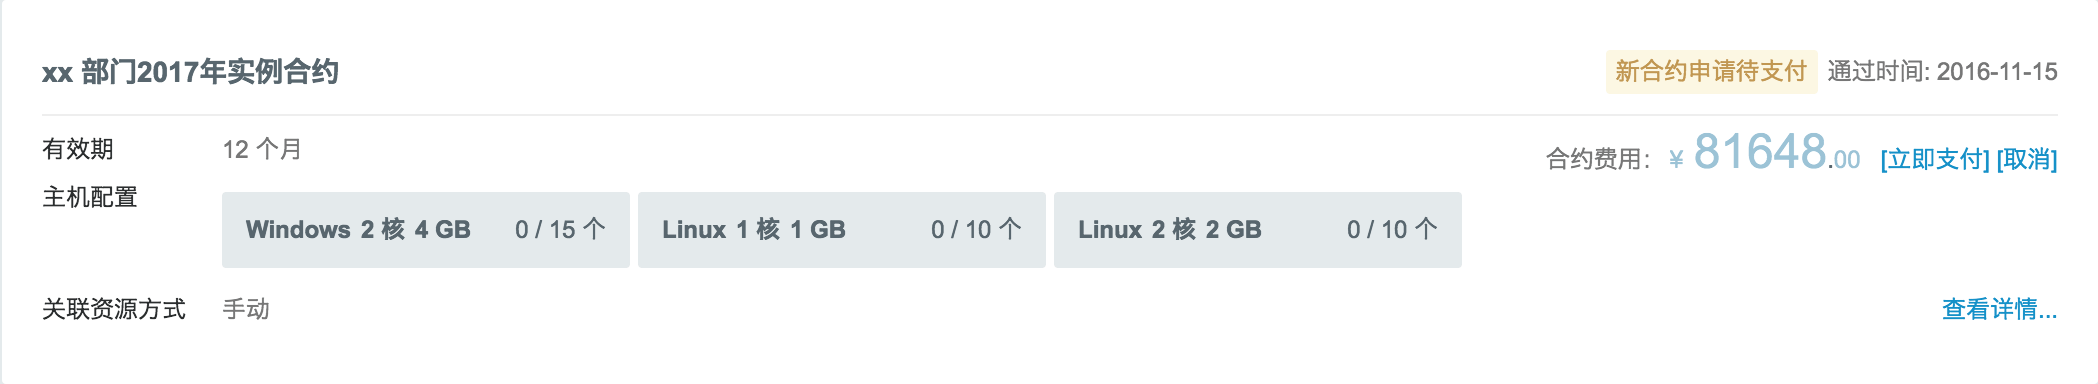 xx 部门2017年实例合约 新合约申请待支付 通过时间: 2016-11-15
有效期 12 个月 合约费用： ¥ 81648.00 [立即支付] [取消]
主机配置
Windows 2 核 4 GB 0 / 15 个 Linux 1 核 1 GB 0 / 10 个 Linux 2 核 2 GB 0 / 10 个
关联资源方式 手动 查看详情...